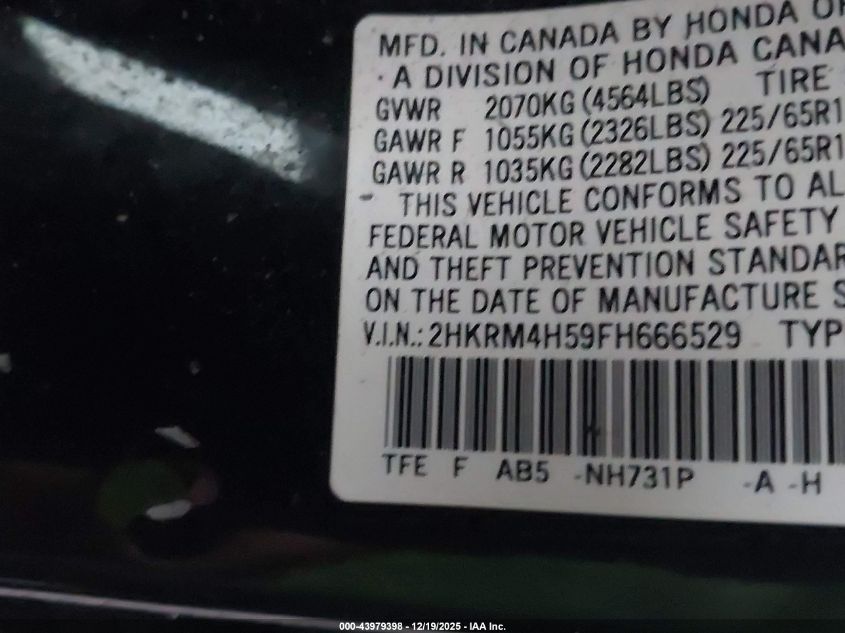 MFD. IN CANADA BY HONDA OF
· A DIVISION OF HONDA CANA
GVWR 2070KG (4564LBS) TIRE
GAWR F 1055KG (2326LBS) 225/65R1
GAWR R 1035KG (2282LBS) 225/65R1
THIS VEHICLE CONFORMS TO AL
FEDERAL MOTOR VEHICLE SAFETY
AND THEFT PREVENTION STANDAR
ON THE DATE OF MANUFACTURE S
V.I.N.: 2HKRM4H59FH666529 TYP
TFE F AB5 -NH731P -A -H
000-43979398 - 12/19/2025 - IAA Inc.